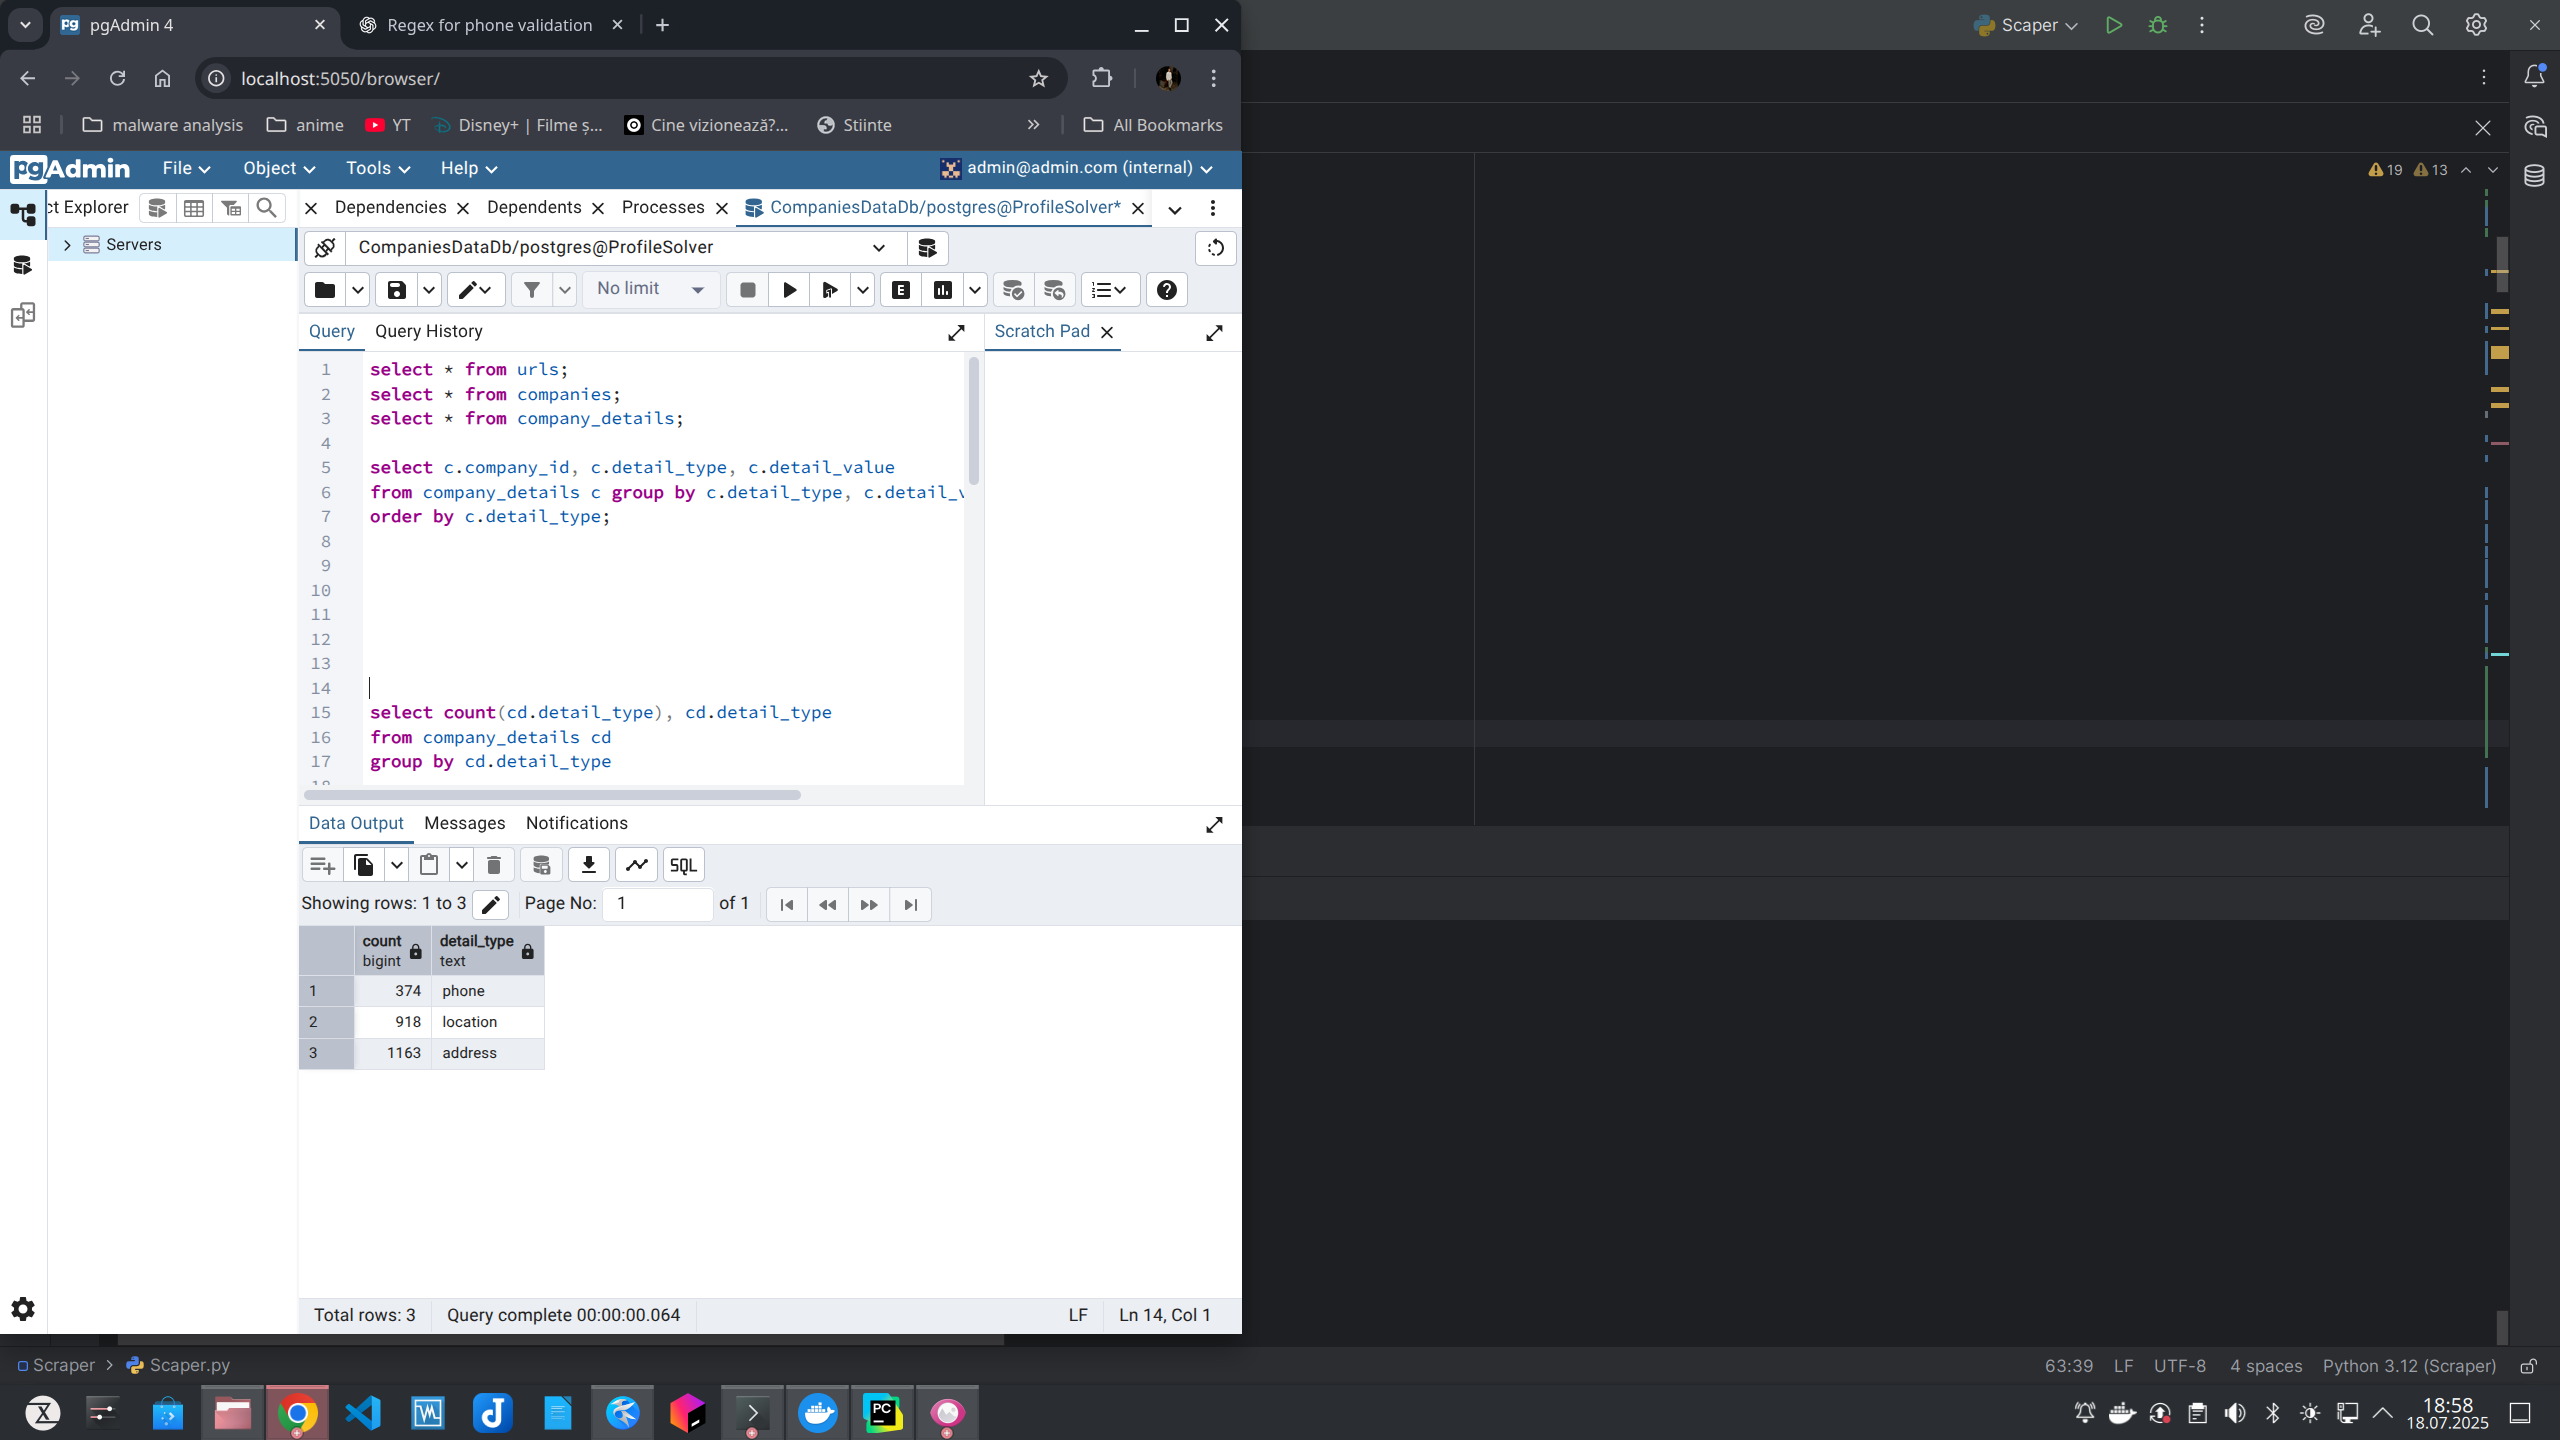 pgAdmin 4
Regex for phone validation
Scaper
localhost:5050/browser/
malware analysis
anime
YT
Disney+ | Filme ș...
Cine vizionează?...
Stiinte
All Bookmarks
pgAdmin
File
Object
Tools
Help
admin@admin.com (internal)
19
13
ct Explorer
Dependencies
Dependents
Processes
CompaniesDataDb/postgres@ProfileSolver*
Servers
CompaniesDataDb/postgres@ProfileSolver
No limit
E
Query
Query History
Scratch Pad
1 select * from urls;
2 select * from companies;
3 select * from company_details;
4
5 select c.company_id, c.detail_type, c.detail_value
6 from company_details c group by c.detail_type, c.detail_v
7 order by c.detail_type;
8
9
10
11
12
13
14
15 select count(cd.detail_type), cd.detail_type
16 from company_details cd
17 group by cd.detail_type
Data Output
Messages
Notifications
SQL
Showing rows: 1 to 3
Page No:
1
of 1
count
bigint
detail_type
text
1 374 phone
2 918 location
3 1163 address
Total rows: 3
Query complete 00:00:00.064
LF
Ln 14, Col 1
Scraper
Scaper.py
63:39
LF
UTF-8
4 spaces
Python 3.12 (Scraper)
PC
18:58
18.07.2025